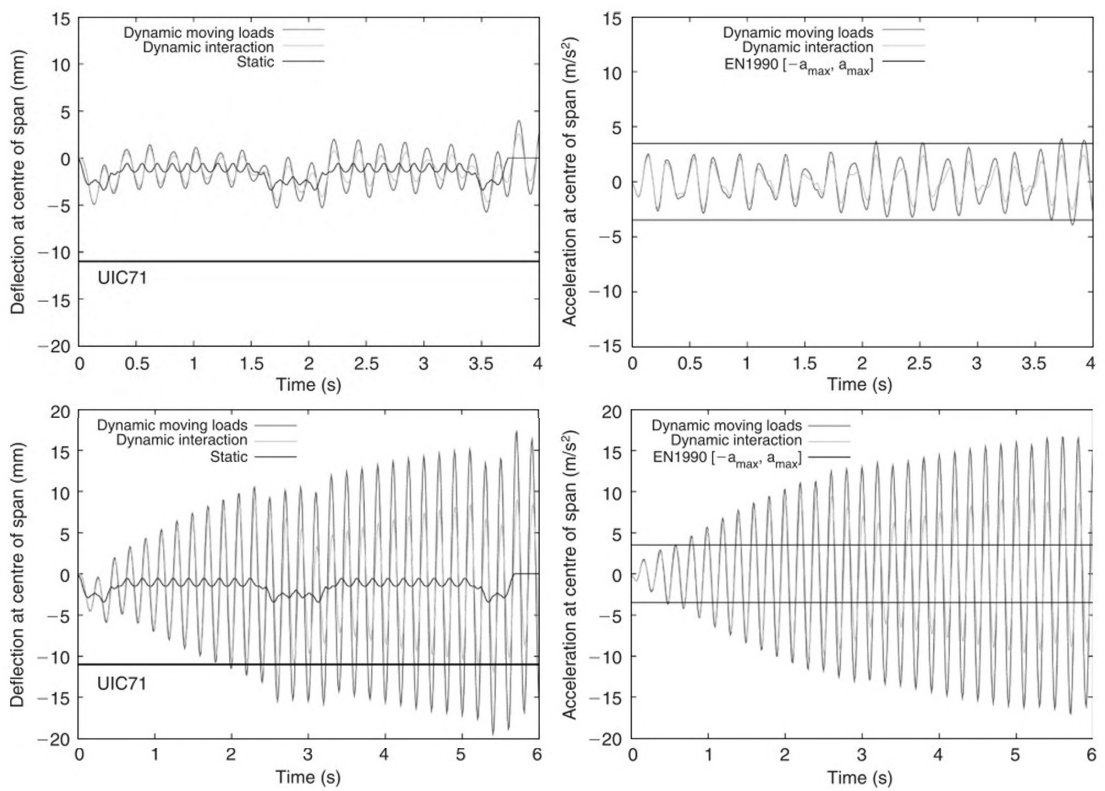 15
10
5
0
−5
−10
−15
−20
Deflection at centre of span (mm)
Dynamic moving loads
Dynamic interaction
Static
UIC71
0 0.5 1 1.5 2 2.5 3 3.5 4
Time (s)
15
10
5
0
−5
−10
−15
Acceleration at centre of span (m/s²)
Dynamic moving loads
Dynamic interaction
EN1990 [−amax, amax]
0 0.5 1 1.5 2 2.5 3 3.5 4
Time (s)
20
15
10
5
0
−5
−10
−15
−20
Deflection at centre of span (mm)
Dynamic moving loads
Dynamic interaction
Static
UIC71
0 1 2 3 4 5 6
Time (s)
20
15
10
5
0
−5
−10
−15
−20
Acceleration at centre of span (m/s²)
Dynamic moving loads
Dynamic interaction
EN1990 [−amax, amax]
0 1 2 3 4 5 6
Time (s)